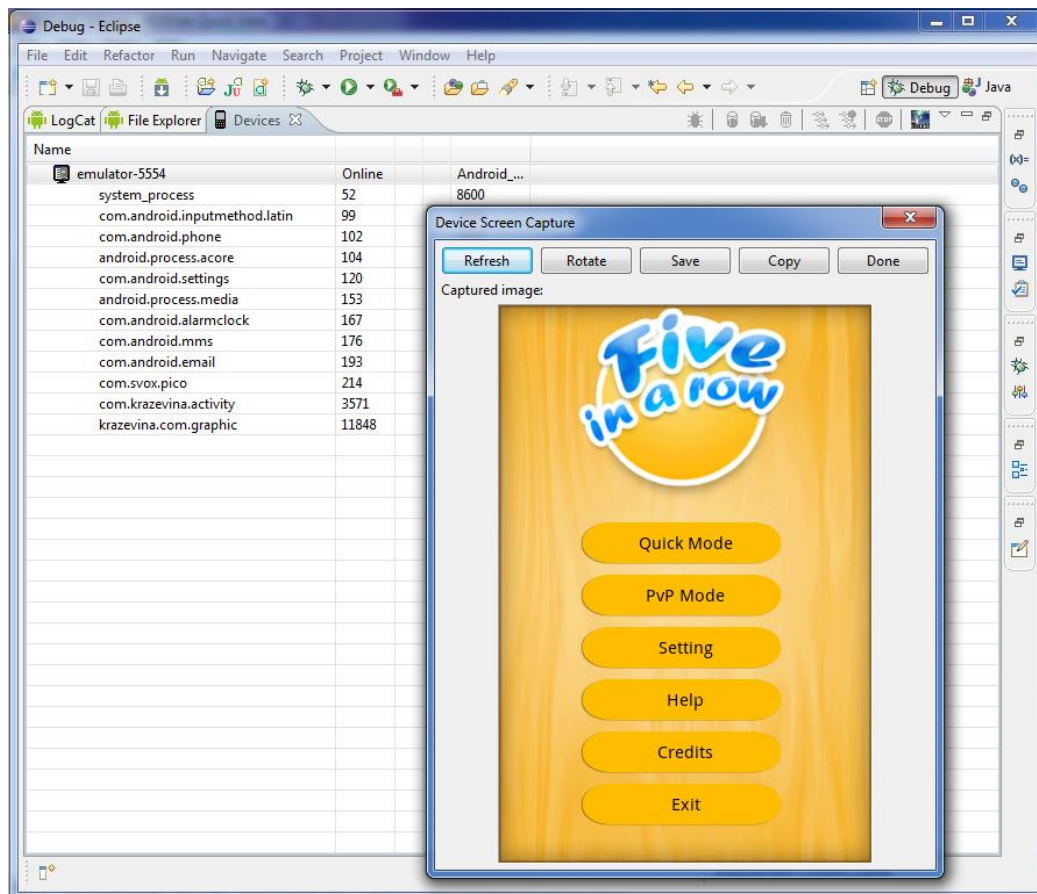 Debug - Eclipse
File Edit Refactor Run Navigate Search Project Window Help
Debug Java
LogCat File Explorer Devices
Name
emulator-5554 Online Android_...
system_process 52 8600
com.android.inputmethod.latin 99
com.android.phone 102
android.process.acore 104
com.android.settings 120
android.process.media 153
com.android.alarmclock 167
com.android.mms 176
com.android.email 193
com.svox.pico 214
com.krazevina.activity 3571
krazevina.com.graphic 11848
Device Screen Capture
Refresh Rotate Save Copy Done
Captured image:
Five
in a row
Quick Mode
PvP Mode
Setting
Help
Credits
Exit